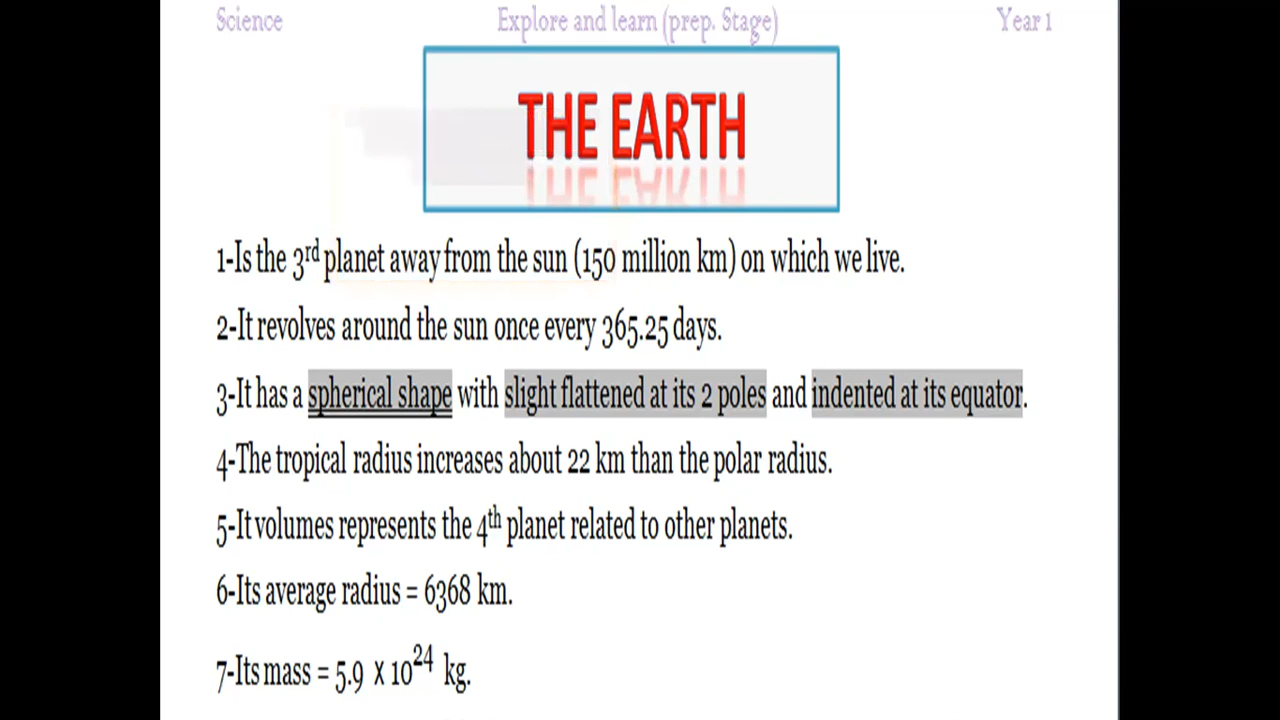 Science Explore and learn (prep. Stage) Year 1
THE EARTH
1-Is the 3rd planet away from the sun (150 million km) on which we live.
2-It revolves around the sun once every 365.25 days.
3-It has a spherical shape with slight flattened at its 2 poles and indented at its equator.
4-The tropical radius increases about 22 km than the polar radius.
5-It volumes represents the 4th planet related to other planets.
6-Its average radius = 6368 km.
7-Its mass = 5.9 x 10^24 kg.